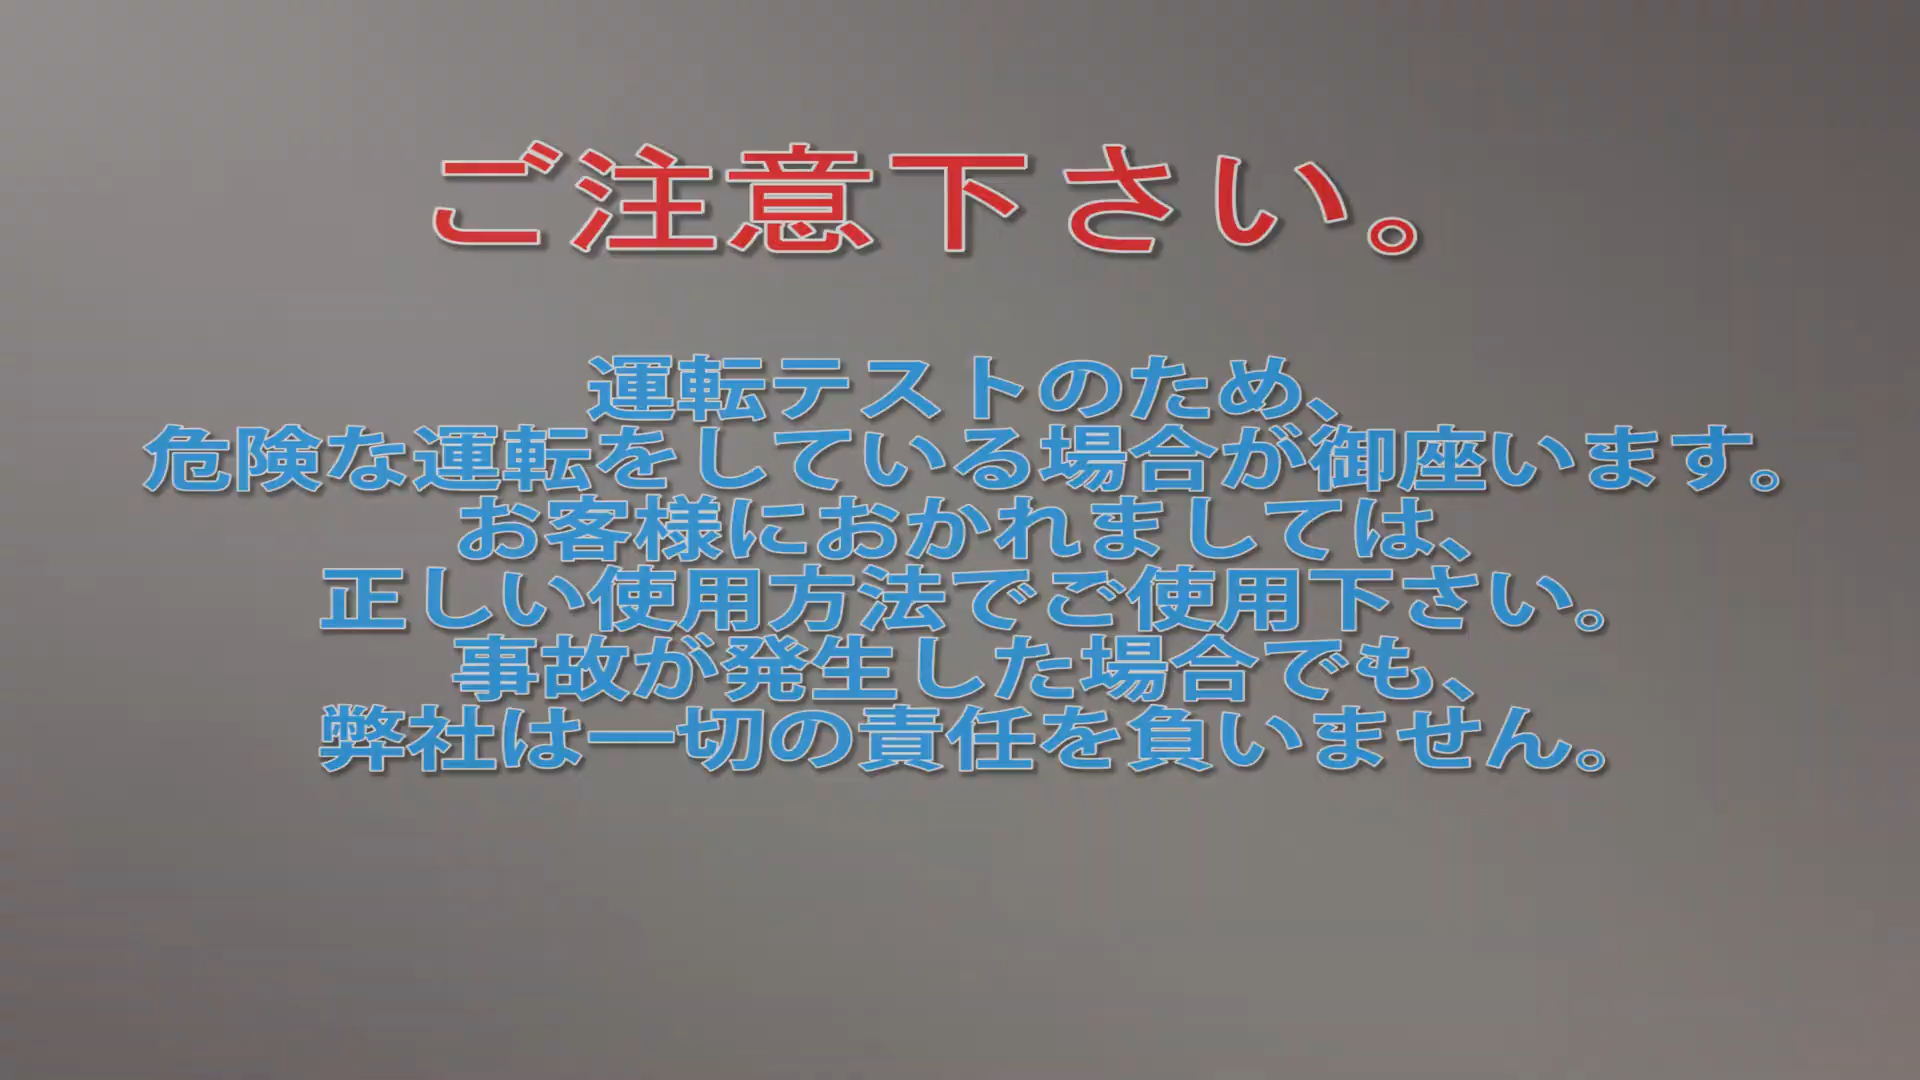 ご注意下さい。
運転テストのため、
危険な運転をしている場合が御座います。
お客様におかれましては、
正しい使用方法でご使用下さい。
事故が発生した場合でも、
弊社は一切の責任を負いません。